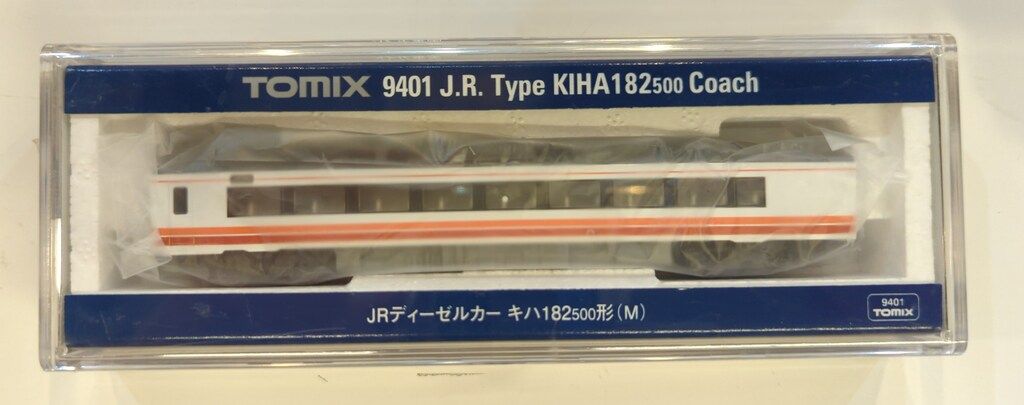 TOMIX 9401 J.R. Type KIHA182500 Coach
JRディーゼルカー キハ182500形(M)
9401
TOMIX